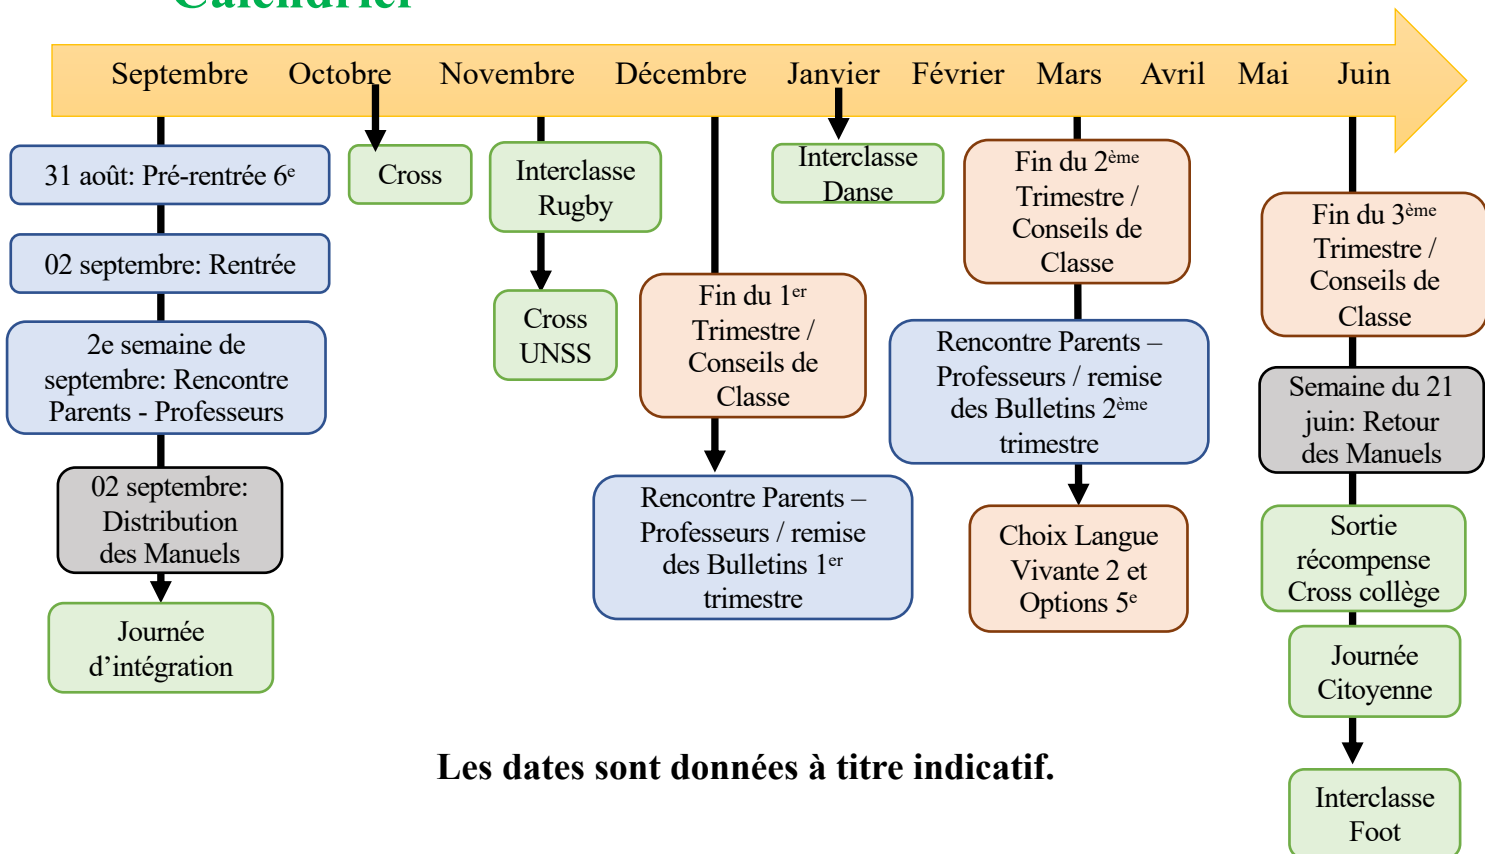 Calendrier
Septembre Octobre Novembre Décembre Janvier Février Mars Avril Mai Juin
31 août: Pré-rentrée 6e
02 septembre: Rentrée
2e semaine de
septembre: Rencontre
Parents - Professeurs
02 septembre:
Distribution
des Manuels
Journée
d’intégration
Cross
Interclasse
Rugby
Cross
UNSS
Fin du 1er
Trimestre /
Conseils de
Classe
Rencontre Parents –
Professeurs / remise
des Bulletins 1er
trimestre
Interclasse
Danse
Fin du 2ème
Trimestre /
Conseils de
Classe
Rencontre Parents –
Professeurs / remise
des Bulletins 2ème
trimestre
Choix Langue
Vivante 2 et
Options 5e
Fin du 3ème
Trimestre /
Conseils de
Classe
Semaine du 21
juin: Retour
des Manuels
Sortie
récompense
Cross collège
Journée
Citoyenne
Interclasse
Foot
Les dates sont données à titre indicatif.